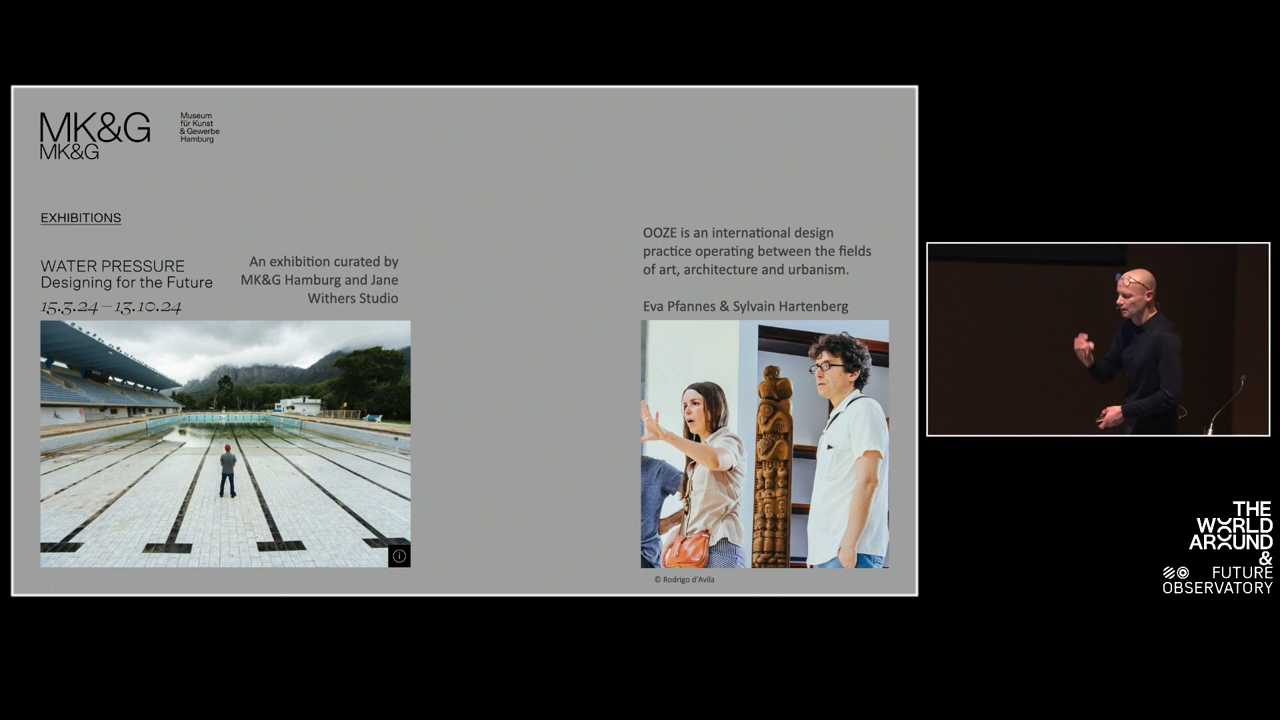 MK&G
MK&G
Museum
für Kunst
& Gewerbe
Hamburg
EXHIBITIONS
WATER PRESSURE
Designing for the Future
15.3.24—13.10.24
An exhibition curated by
MK&G Hamburg and Jane
Withers Studio
OOZE is an international design
practice operating between the fields
of art, architecture and urbanism.
Eva Pfannes & Sylvain Hartenberg
© Rodrigo d'Avila
THE
WORLD
AROUND
&
FUTURE
OBSERVATORY